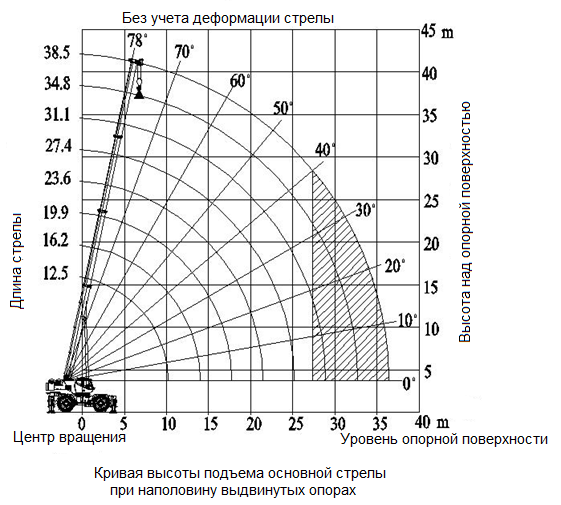 Без учета деформации стрелы
45 m
38.5
78°
70°
40
34.8
60°
35
31.1
50°
27.4
40°
30
23.6
25
19.9
30°
20
16.2
20°
12.5
15
10°
10
5
0°
Длина стрелы
Высота над опорной поверхностью
0 5 10 15 20 25 30 35 40 m
Центр вращения
Уровень опорной поверхности
Кривая высоты подъема основной стрелы
при наполовину выдвинутых опорах